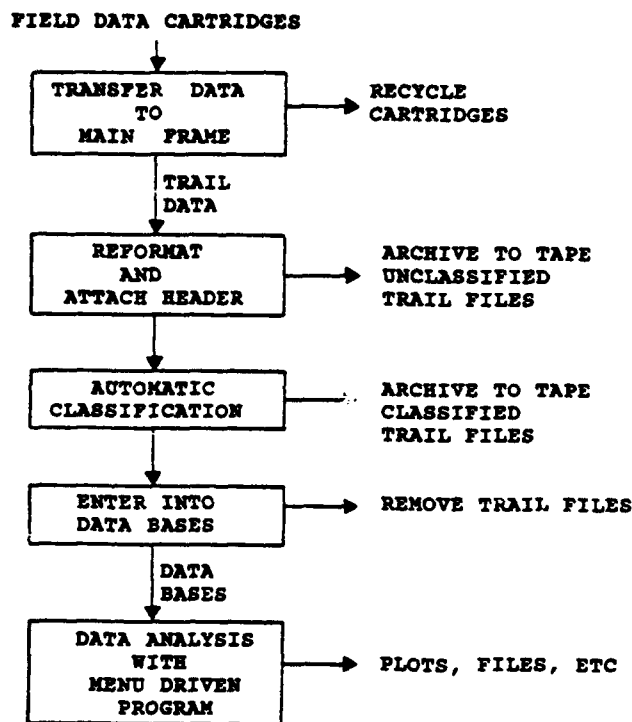 FIELD DATA CARTRIDGES
TRANSFER DATA
TO
MAIN FRAME
RECYCLE
CARTRIDGES
TRAIL
DATA
REFORMAT
AND
ATTACH HEADER
ARCHIVE TO TAPE
UNCLASSIFIED
TRAIL FILES
AUTOMATIC
CLASSIFICATION
ARCHIVE TO TAPE
CLASSIFIED
TRAIL FILES
ENTER INTO
DATA BASES
REMOVE TRAIL FILES
DATA
BASES
DATA ANALYSIS
WITH
MENU DRIVEN
PROGRAM
PLOTS, FILES, ETC